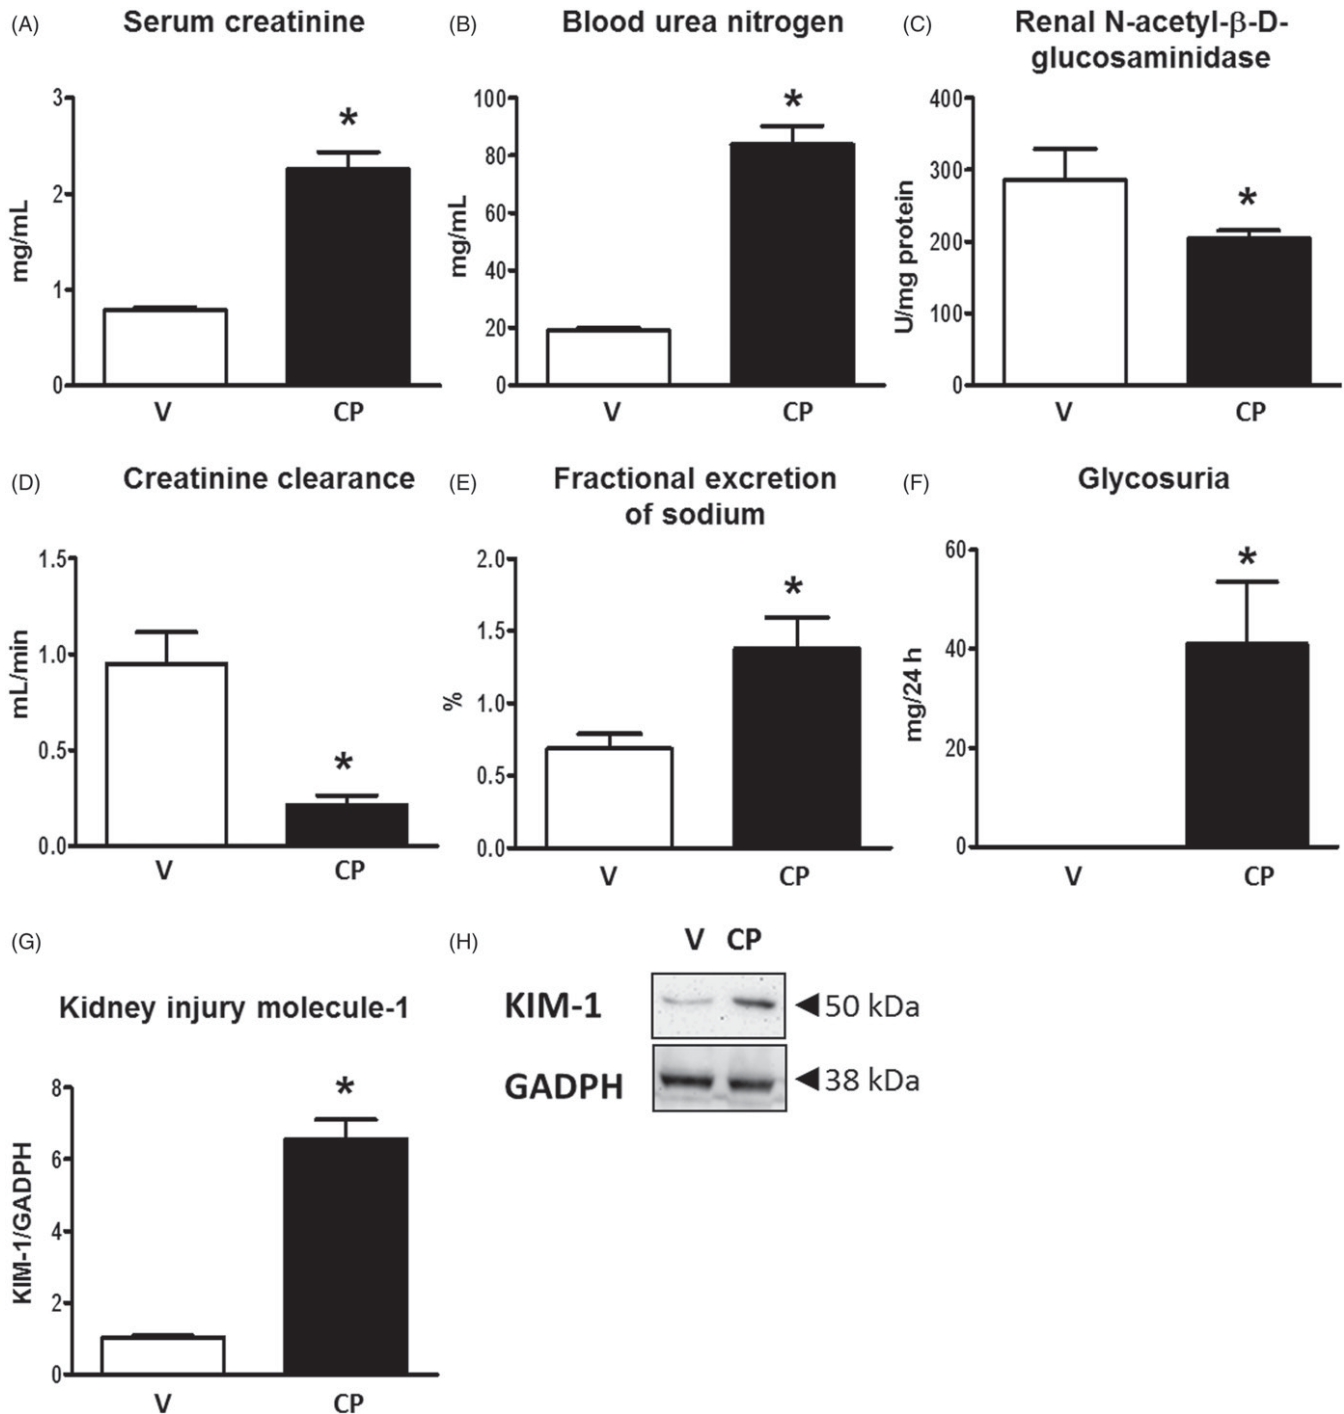 (A) Serum creatinine
3
2
1
0
mg/mL
*
V CP
(B) Blood urea nitrogen
100
80
60
40
20
0
mg/mL
*
V CP
(C) Renal N-acetyl-β-D-
glucosaminidase
400
300
200
100
0
U/mg protein
*
V CP
(D) Creatinine clearance
1.5
1.0
0.5
0.0
mL/min
*
V CP
(E) Fractional excretion
of sodium
2.0
1.5
1.0
0.5
0.0
%
*
V CP
(F) Glycosuria
60
40
20
0
mg/24 h
*
V CP
(G)
Kidney injury molecule-1
8
6
4
2
0
KIM-1/GADPH
*
V CP
(H) V CP
KIM-1 ◀50 kDa
GADPH ◀38 kDa